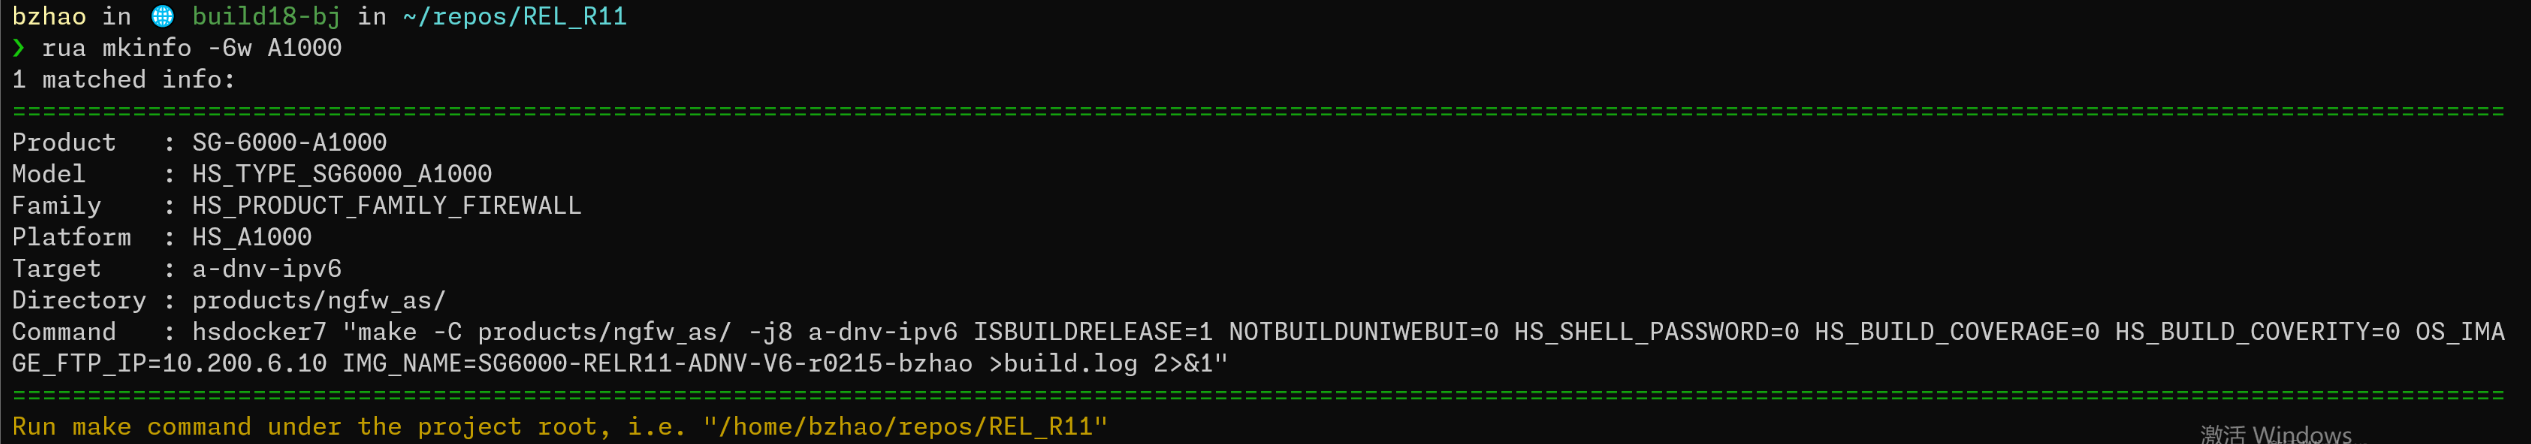 bzhao in 🌐 build18-bj in ~/repos/REL_R11
❯ rua mkinfo -6w A1000
1 matched info:
======================================================================================================================================================================
Product   : SG-6000-A1000
Model     : HS_TYPE_SG6000_A1000
Family    : HS_PRODUCT_FAMILY_FIREWALL
Platform  : HS_A1000
Target    : a-dnv-ipv6
Directory : products/ngfw_as/
Command   : hsdocker7 "make -C products/ngfw_as/ -j8 a-dnv-ipv6 ISBUILDRELEASE=1 NOTBUILDUNIWEBUI=0 HS_SHELL_PASSWORD=0 HS_BUILD_COVERAGE=0 HS_BUILD_COVERITY=0 OS_IMA
GE_FTP_IP=10.200.6.10 IMG_NAME=SG6000-RELR11-ADNV-V6-r0215-bzhao >build.log 2>&1"
======================================================================================================================================================================
Run make command under the project root, i.e. "/home/bzhao/repos/REL_R11"
激活 Windows